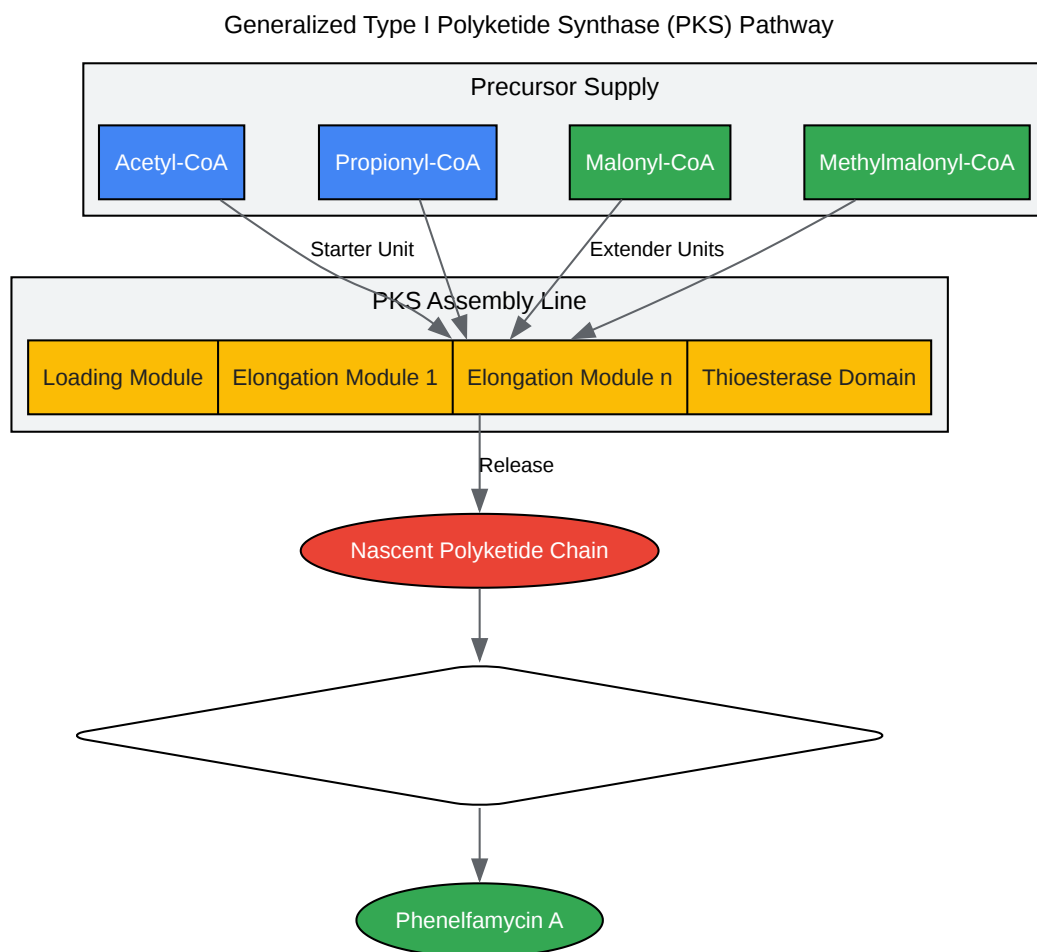 Generalized Type I Polyketide Synthase (PKS) Pathway
Precursor Supply
Acetyl-CoA
Propionyl-CoA
Malonyl-CoA
Methylmalonyl-CoA
Starter Unit
Extender Units
PKS Assembly Line
Loading Module
Elongation Module 1
Elongation Module n
Thioesterase Domain
Release
Nascent Polyketide Chain
Phenelfamycin A